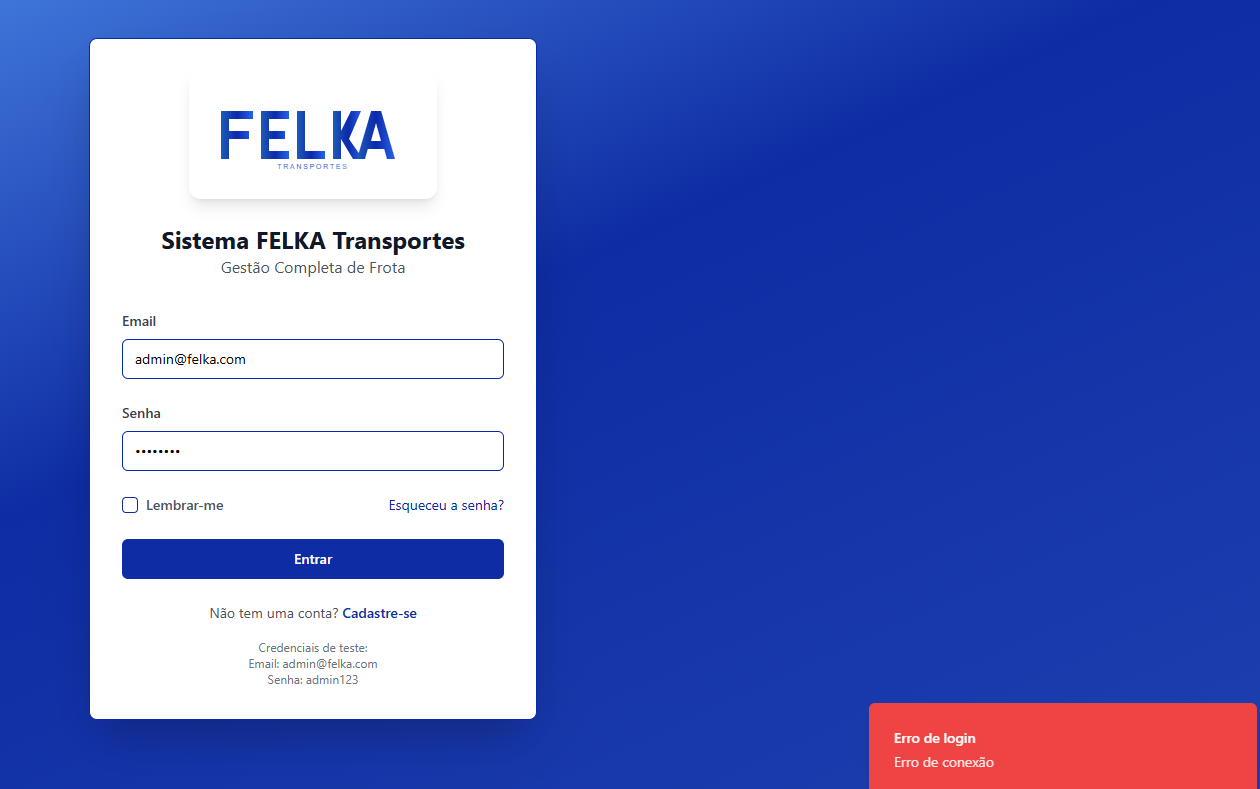 FELKA
TRANSPORTES
Sistema FELKA Transportes
Gestão Completa de Frota
Email
admin@felka.com
Senha
••••••••
Lembrar-me
Esqueceu a senha?
Entrar
Não tem uma conta? Cadastre-se
Credenciais de teste:
Email: admin@felka.com
Senha: admin123
Erro de login
Erro de conexão